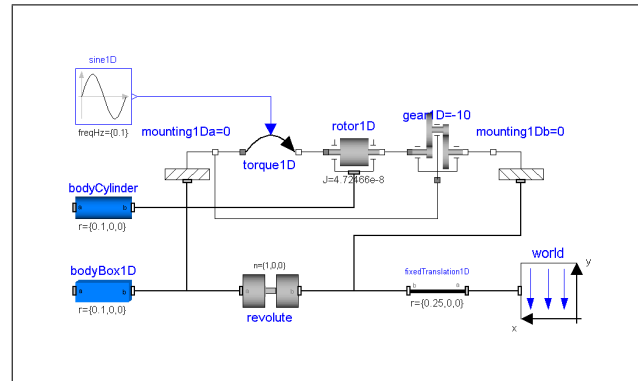 sine1D
freqHz={0.1}
mounting1Da=0
torque1D
rotor1D
J=4.72466e-8
gear1D=-10
mounting1Db=0
bodyCylinder
a b
r={0.1,0,0}
bodyBox1D
a b
r={0.1,0,0}
n={1,0,0}
a b
revolute
fixedTranslation1D
b a
r={0.25,0,0}
world
y
x